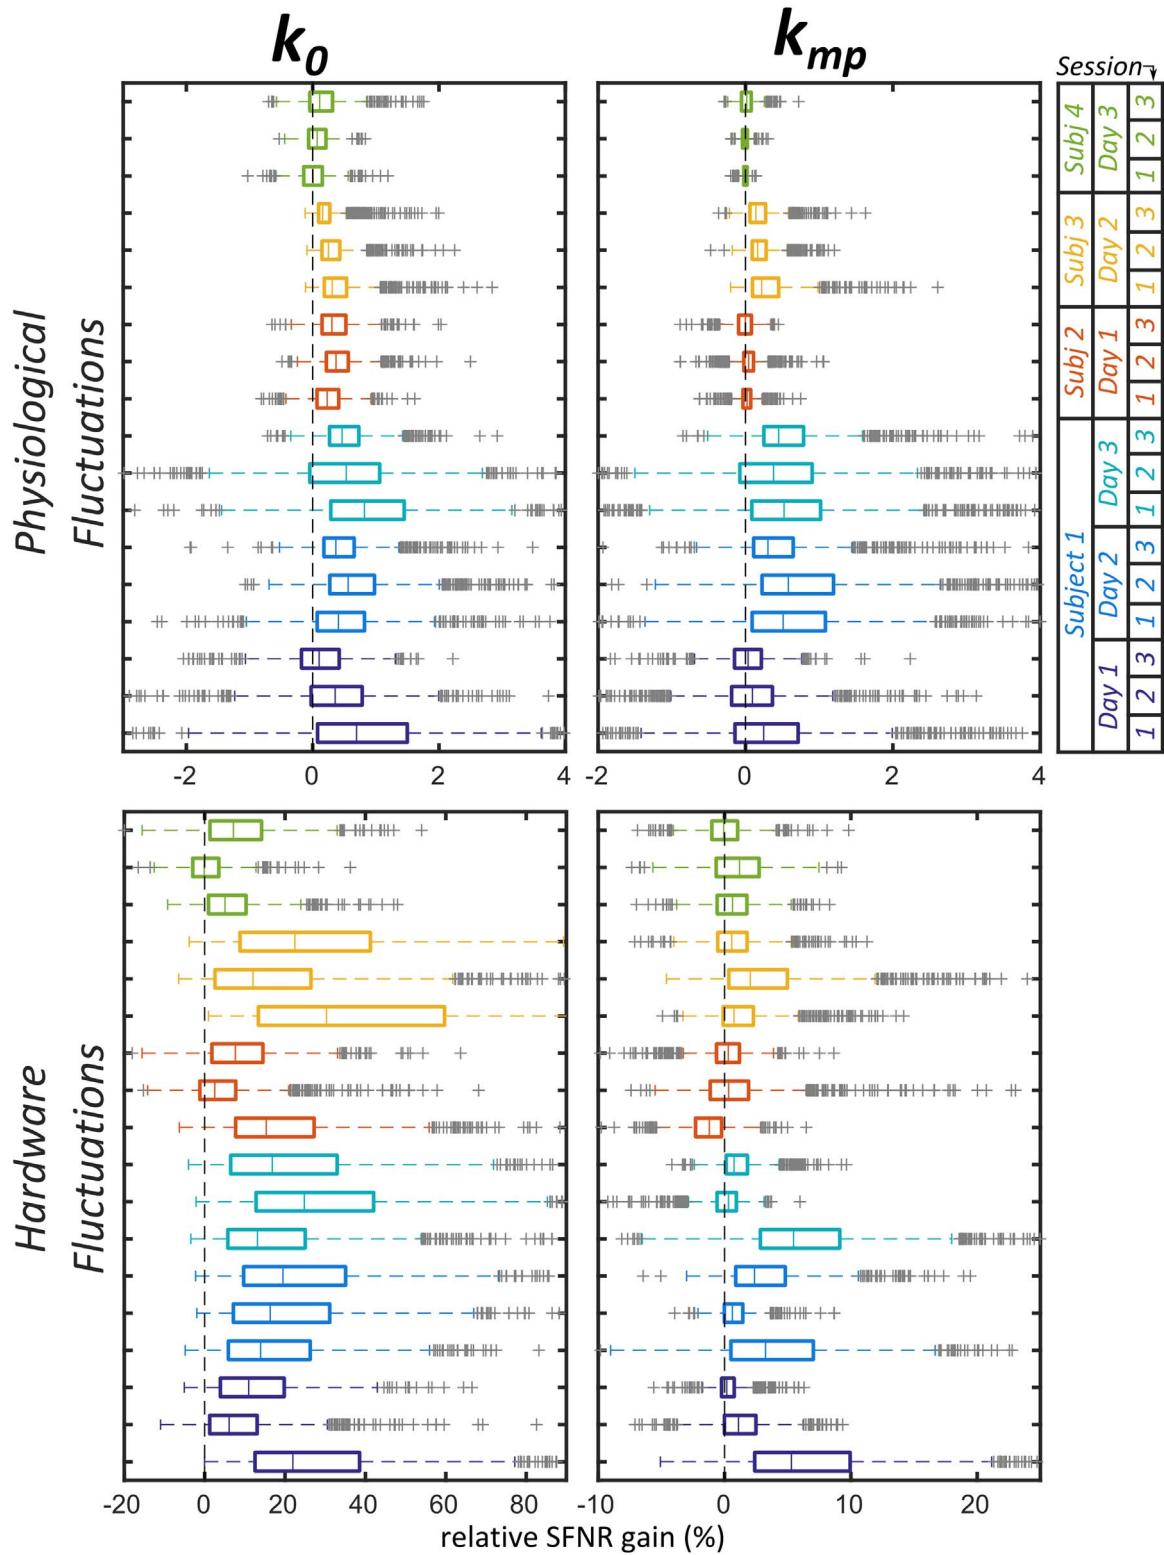 k0
kmp
Session
Physiological
Fluctuations
-2 0 2 4
-2 0 2 4
Subj 4 Day 3 1 2 3
Subj 3 Day 2 1 2 3
Subj 2 Day 1 1 2 3
Subject 1
Day 3 1 2 3
Day 2 1 2 3
Day 1 1 2 3
Hardware
Fluctuations
-20 0 20 40 60 80
-10 0 10 20
relative SFNR gain (%)